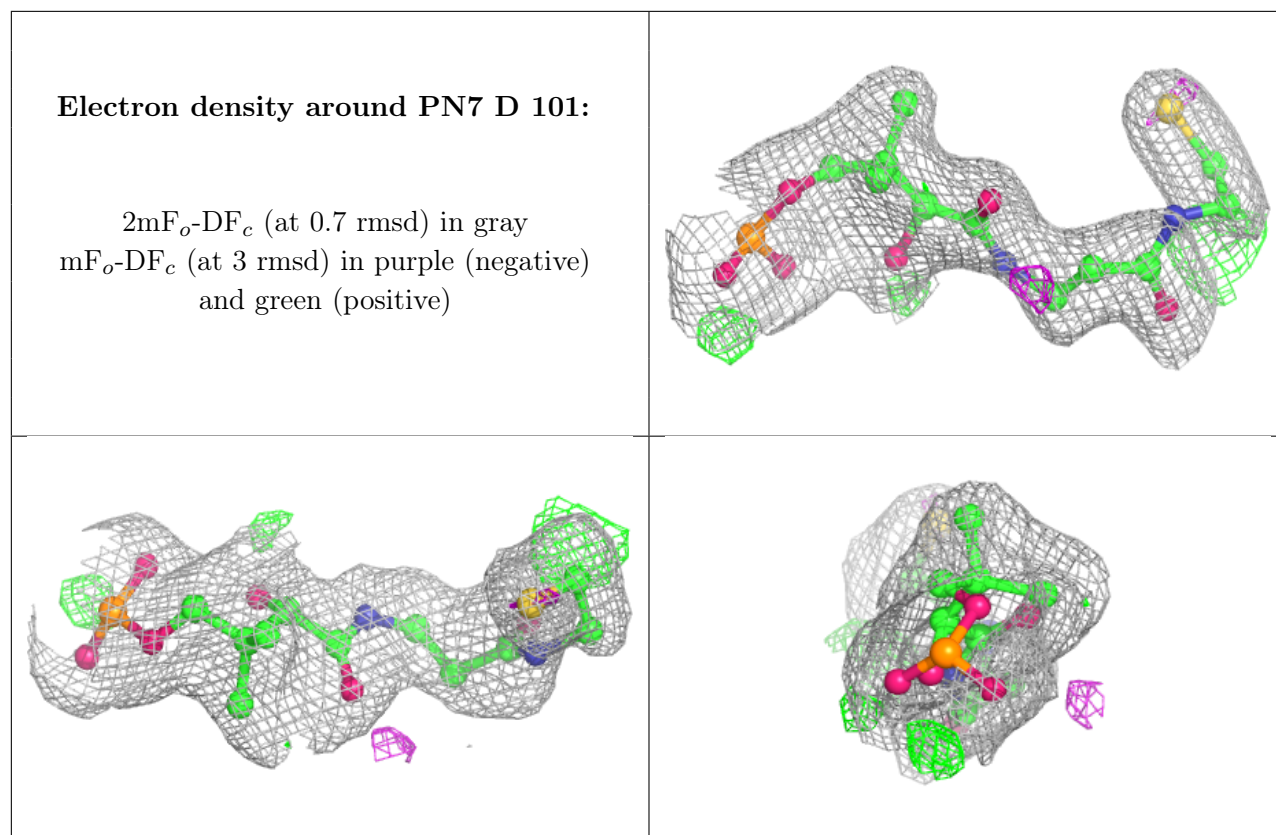 Electron density around PN7 D 101:
2mFo-DFc (at 0.7 rmsd) in gray
mFo-DFc (at 3 rmsd) in purple (negative)
and green (positive)